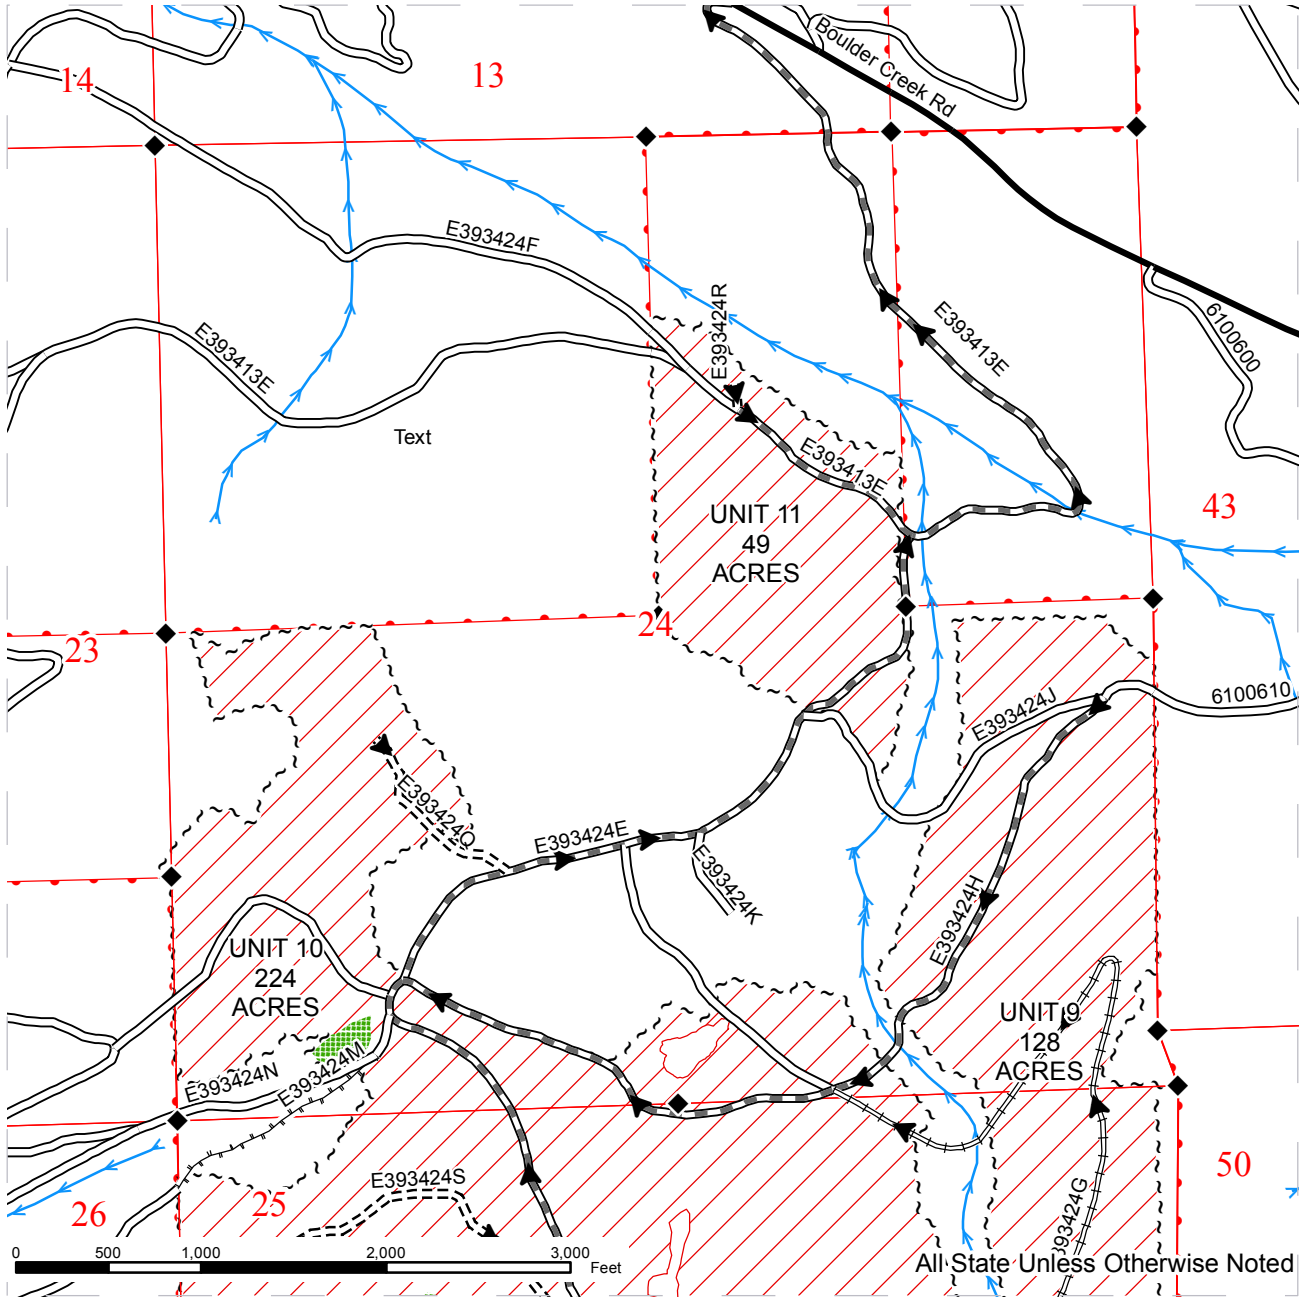 14
13
Boulder Creek Rd
E393424F
E393424R
E393413E
6100600
E393413E
Text
E393413E
43
UNIT 11
49
ACRES
24
23
6100610
E393424J
E393424Q
E393424E
E393424K
E393424H
UNIT 10
224
ACRES
UNIT 9
128
ACRES
E393424N
E393424M
50
E393424S
25
26
393424G
0 500 1,000 2,000 3,000
Feet
All State Unless Otherwise Noted